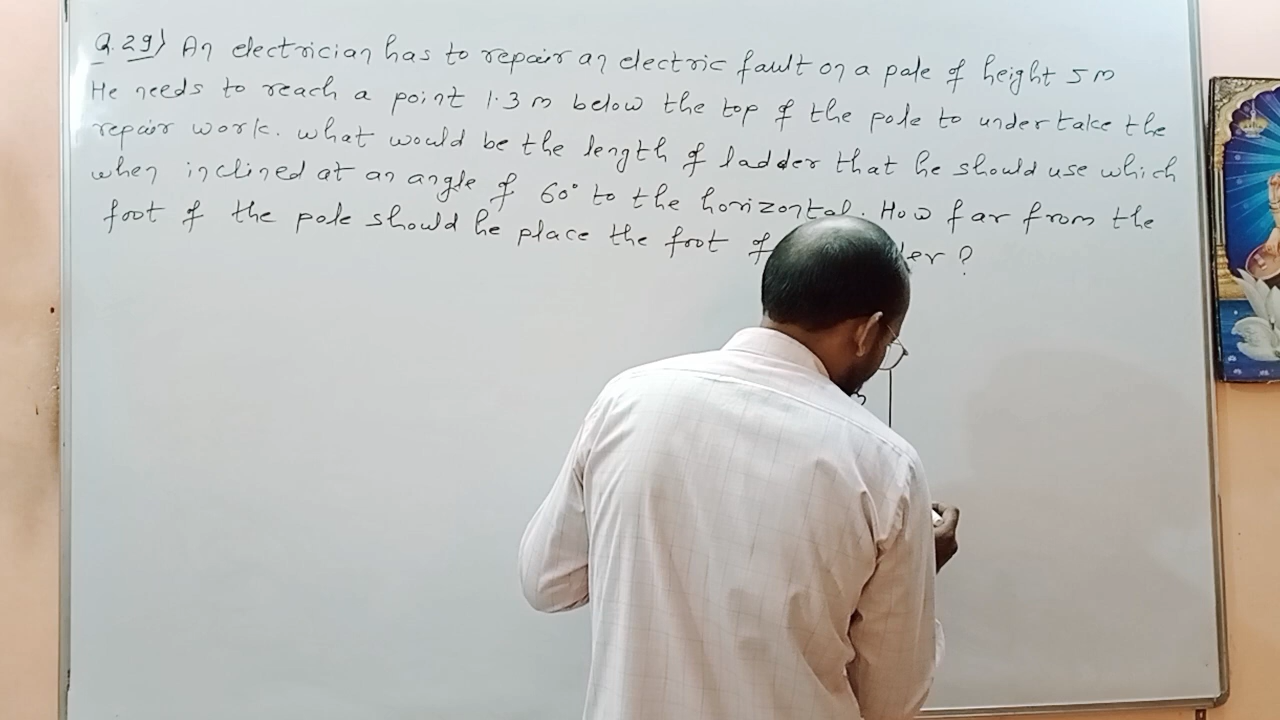 Q.29) An electrician has to repair an electric fault on a pole of height 5m
He needs to reach a point 1.3 m below the top of the pole to undertake the
repair work. what would be the length of ladder that he should use which
when inclined at an angle of 60° to the horizontal. How far from the
foot of the pole should he place the foot of ?